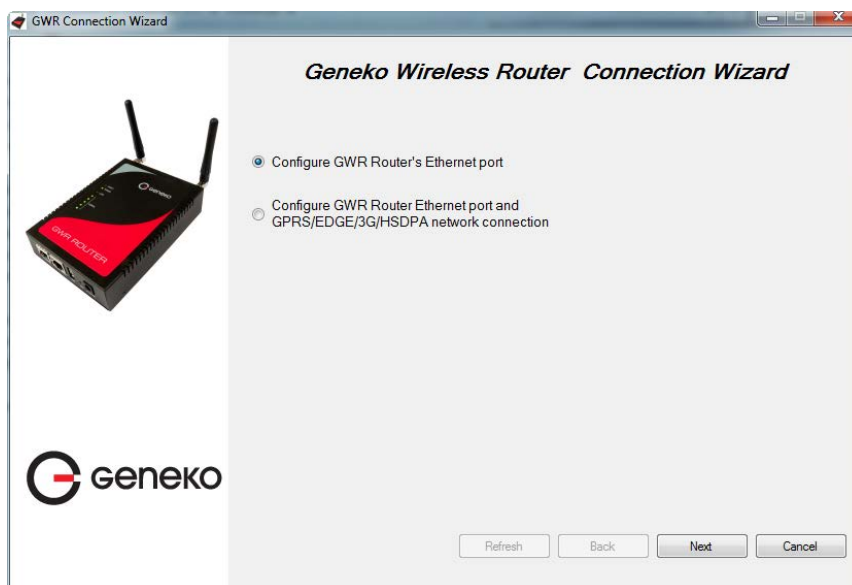 GWR Connection Wizard
Geneko Wireless Router Connection Wizard
Configure GWR Router's Ethernet port
Configure GWR Router Ethernet port and
GPRS/EDGE/3G/HSDPA network connection
Geneko
GWR ROUTER
GENEKO
Refresh
Back
Next
Cancel